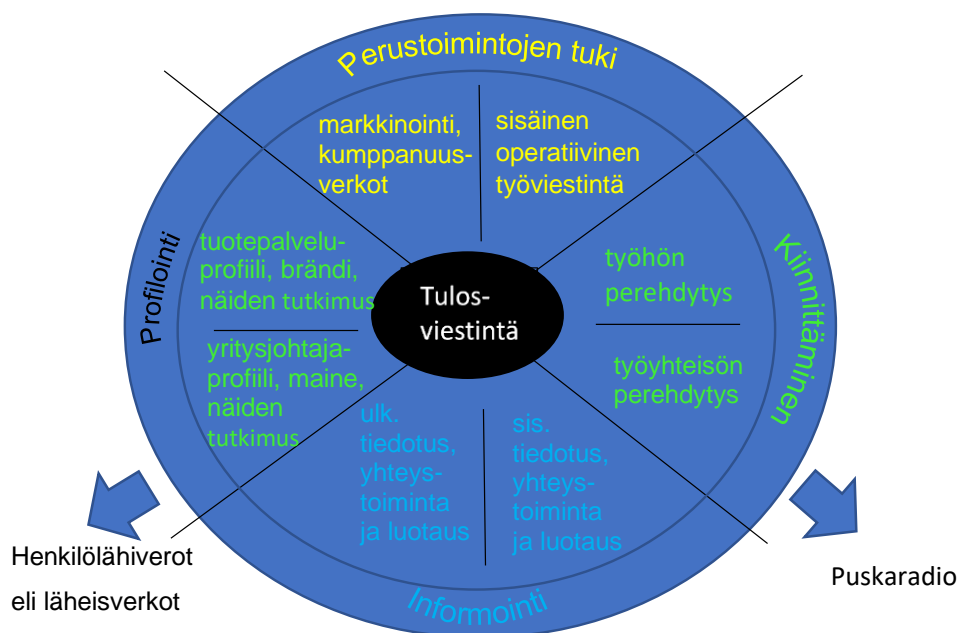 Perustoimintojen tuki
markkinointi,
kumppanuus-
verkot
sisäinen
operatiivinen
työviestintä
Profilointi
tuotepalvelu-
profiili, brändi,
näiden tutkimus
yritysjohtaja-
profiili, maine,
näiden
tutkimus
Tulos-
viestintä
Kiinnittäminen
työhön
perehdytys
työyhteisön
perehdytys
ulk.
tiedotus,
yhteys-
toiminta
ja luotaus
sis.
tiedotus,
yhteys-
toiminta
ja luotaus
Informointi
Henkilölähiverot
eli läheisverkot
Puskaradio